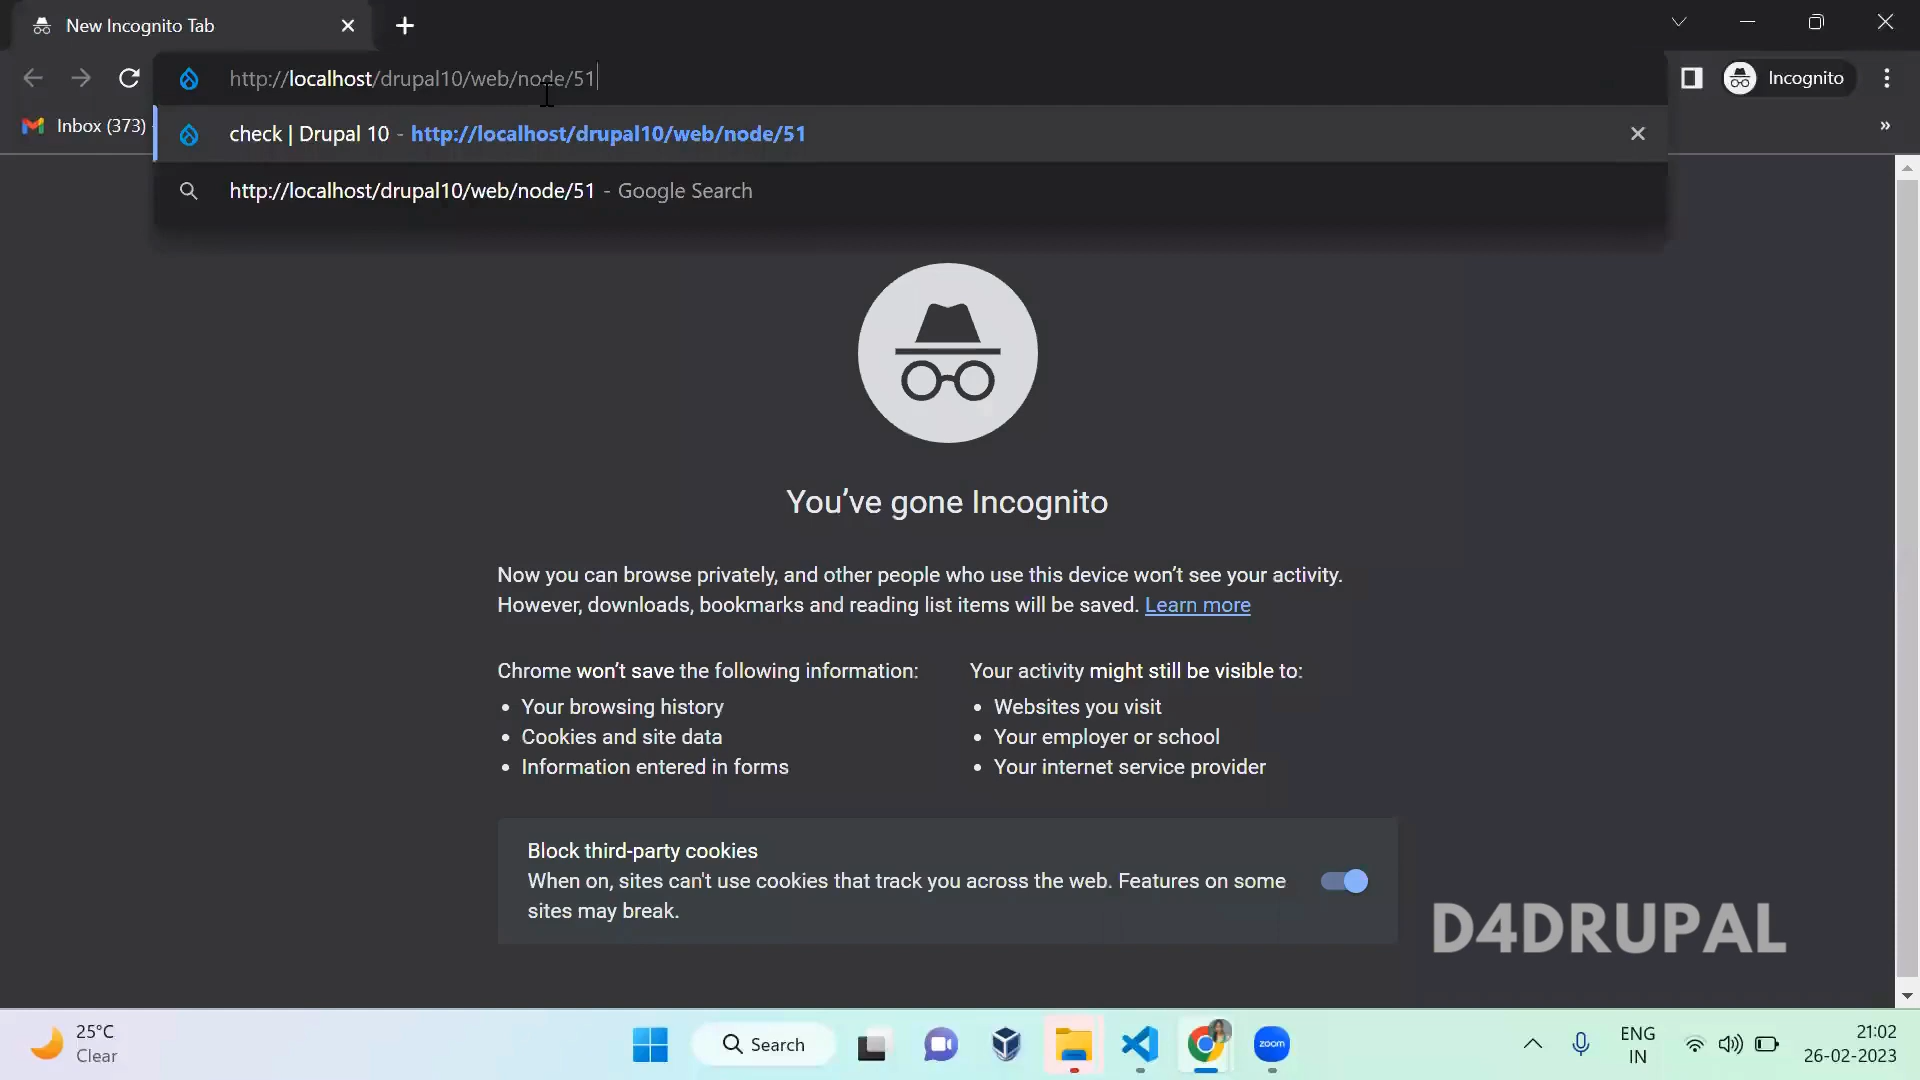 New Incognito Tab
http://localhost/drupal10/web/node/51
Incognito
Inbox (373)
check | Drupal 10 - http://localhost/drupal10/web/node/51
http://localhost/drupal10/web/node/51 - Google Search
You've gone Incognito
Now you can browse privately, and other people who use this device won't see your activity.
However, downloads, bookmarks and reading list items will be saved. Learn more
Chrome won't save the following information:
• Your browsing history
• Cookies and site data
• Information entered in forms
Your activity might still be visible to:
• Websites you visit
• Your employer or school
• Your internet service provider
Block third-party cookies
When on, sites can't use cookies that track you across the web. Features on some
sites may break.
D4DRUPAL
25°C
Clear
Search
zoom
ENG
IN
21:02
26-02-2023